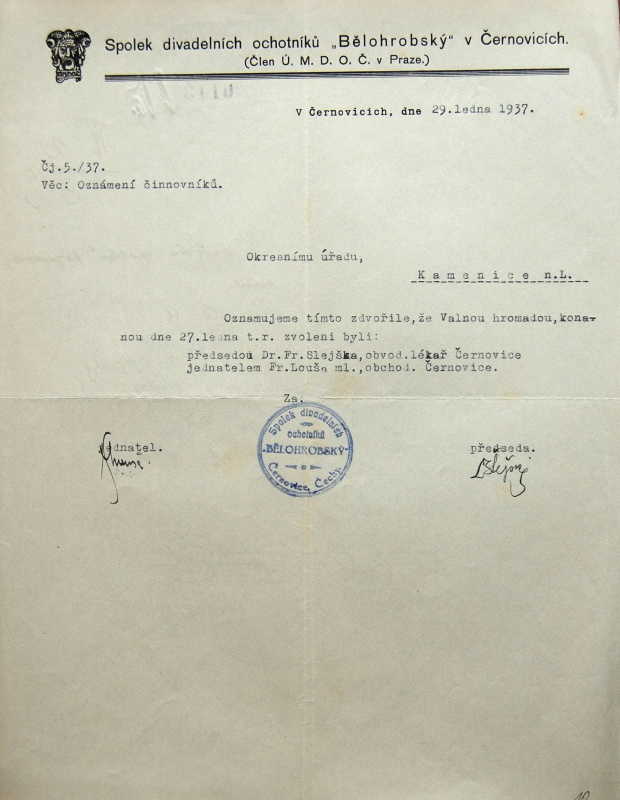 Spolek divadelních ochotníků „Bělohrobský" v Černovicích.
(Člen Ú. M. D. O. Č. v Praze.)
V Černovicích, dne 29.ledna 1937.
Čj.5./37.
Věc: Oznámení činnovníků.
Okresnímu úřadu,
Kamenice n.L.
Oznamujeme tímto zdvořile,že Valnou hromadou,kona-
nou dne 27.ledna t.r. zvoleni byli:
předsedou Dr.Fr.Slejška,obvod.lékař Černovice
jednatelem Fr.Louša ml.,obchod. Černovice.
Za:
Spolek divadelních
ochotníků
„BĚLOHROBSKÝ"
Černovice, Čechy.
jednatel.
předseda.
10